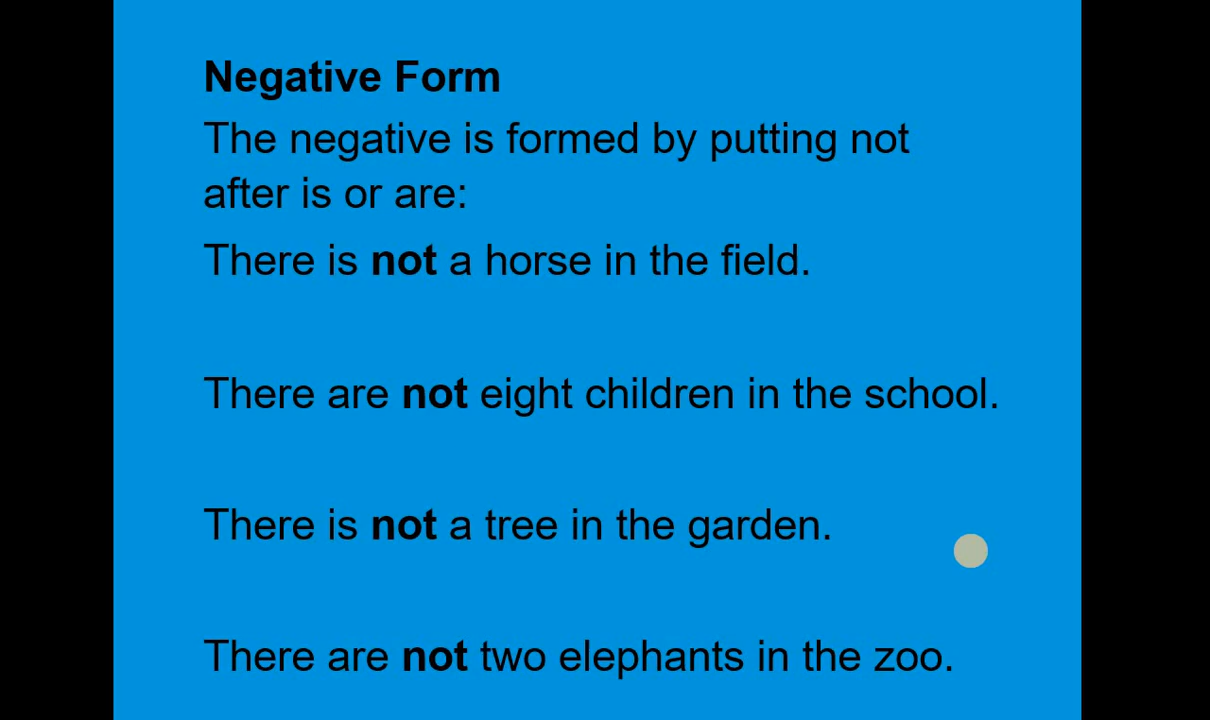 Negative Form
The negative is formed by putting not
after is or are:
There is not a horse in the field.
There are not eight children in the school.
There is not a tree in the garden.
There are not two elephants in the zoo.